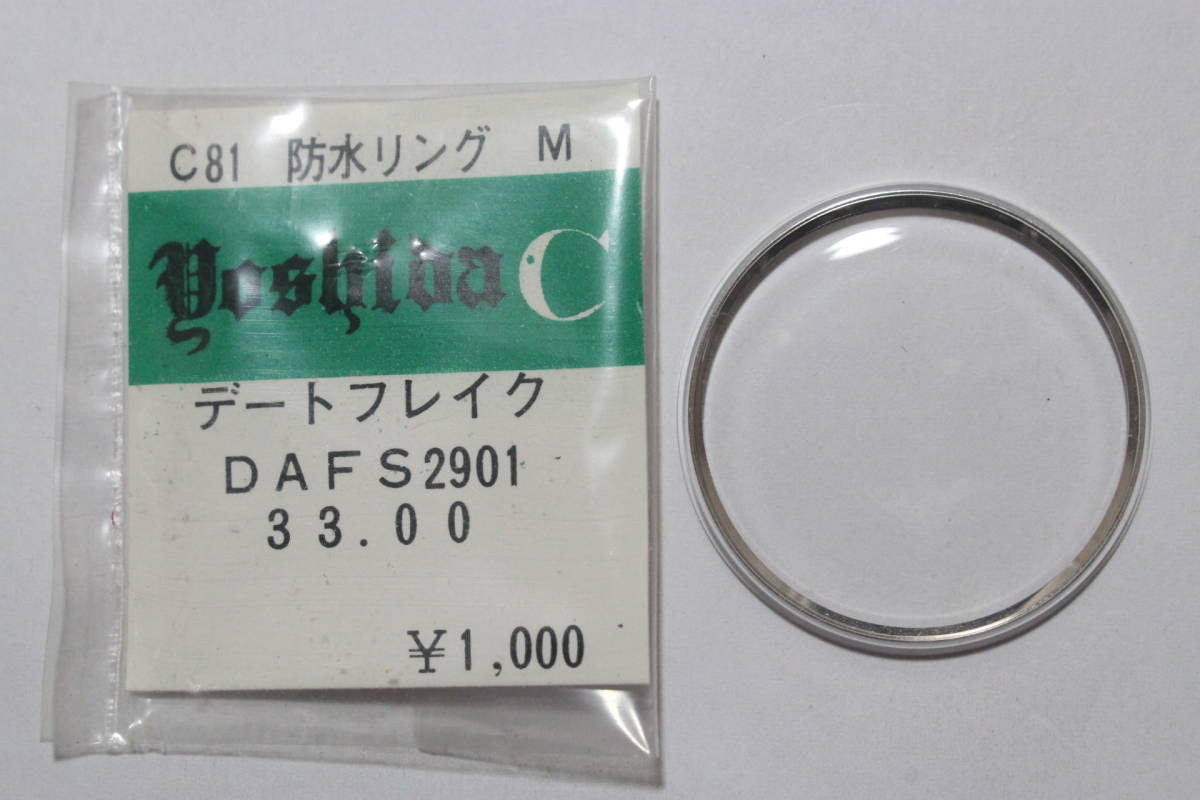 C81 防水リング M
Yoshida C
デートフレイク
DAFS2901
33.00
¥1,000